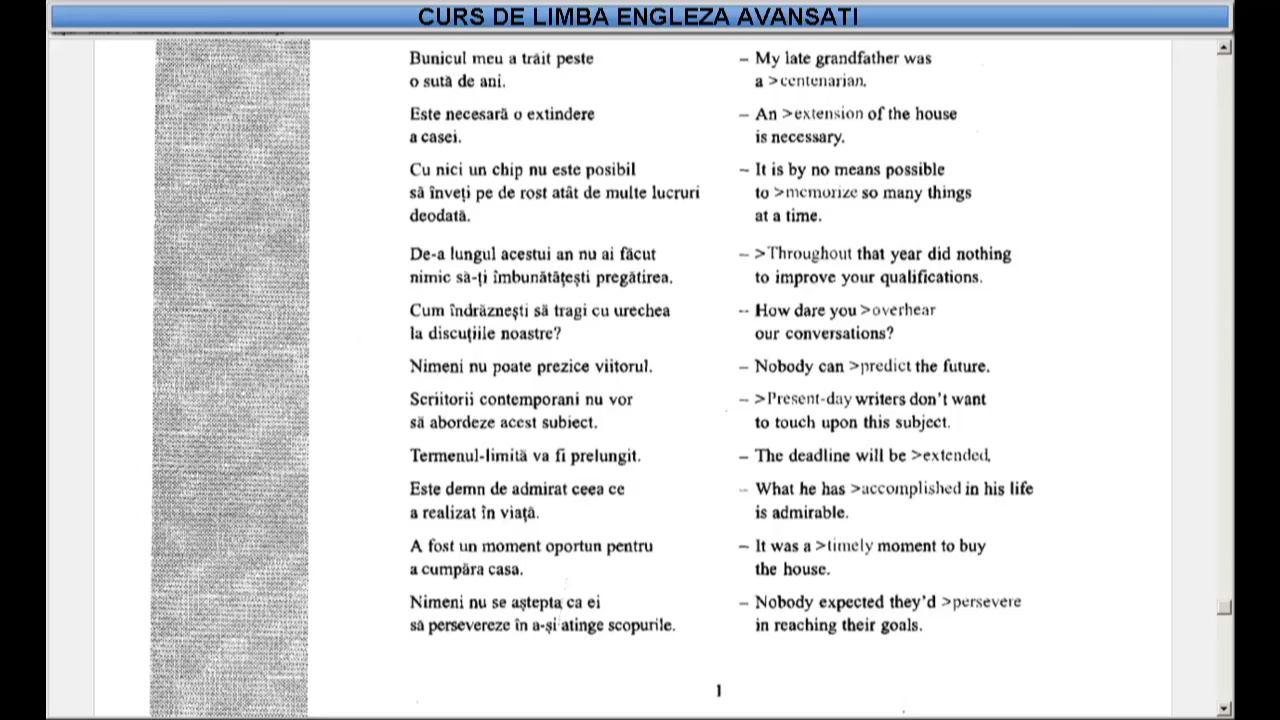 CURS DE LIMBA ENGLEZA AVANSATI
Bunicul meu a trăit peste
o sută de ani.
– My late grandfather was
a >centenarian.
Este necesară o extindere
a casei.
– An >extension of the house
is necessary.
Cu nici un chip nu este posibil
să înveți pe de rost atât de multe lucruri
deodată.
– It is by no means possible
to >memorize so many things
at a time.
De-a lungul acestui an nu ai făcut
nimic să-ți îmbunătățești pregătirea.
– >Throughout that year did nothing
to improve your qualifications.
Cum îndrăznești să tragi cu urechea
la discuțiile noastre?
-- How dare you >overhear
our conversations?
Nimeni nu poate prezice viitorul.
– Nobody can >predict the future.
Scriitorii contemporani nu vor
să abordeze acest subiect.
– >Present-day writers don't want
to touch upon this subject.
Termenul-limită va fi prelungit.
– The deadline will be >extended.
Este demn de admirat ceea ce
a realizat în viață.
– What he has >accomplished in his life
is admirable.
A fost un moment oportun pentru
a cumpăra casa.
– It was a >timely moment to buy
the house.
Nimeni nu se aștepta ca ei
să persevereze în a-și atinge scopurile.
– Nobody expected they'd >persevere
in reaching their goals.
1